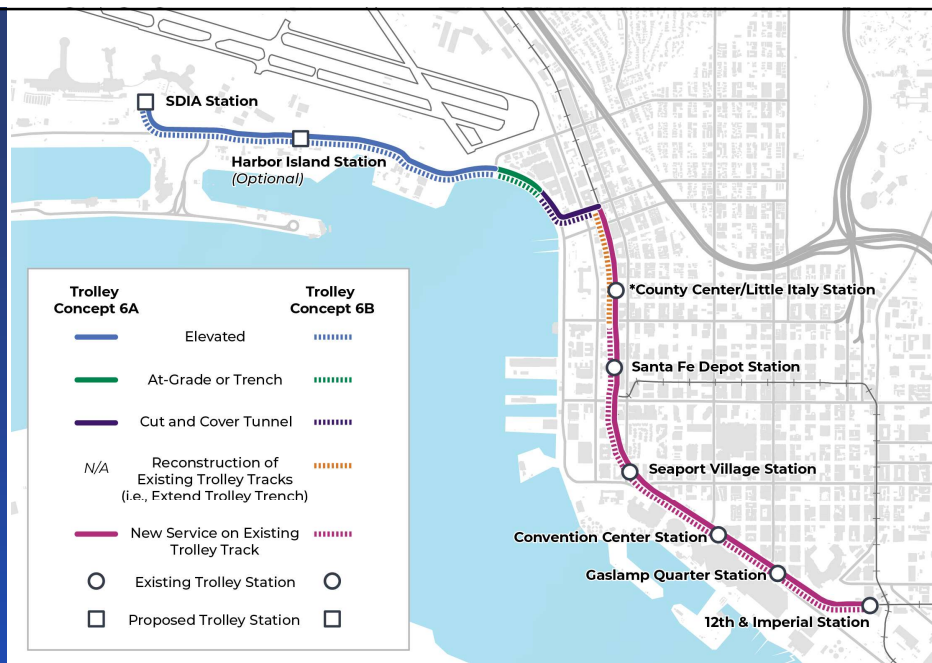 SDIA Station
Harbor Island Station
(Optional)
*County Center/Little Italy Station
Santa Fe Depot Station
Seaport Village Station
Convention Center Station
Gaslamp Quarter Station
12th & Imperial Station
Trolley
Concept 6A
Trolley
Concept 6B
Elevated
At-Grade or Trench
Cut and Cover Tunnel
N/A
Reconstruction of
Existing Trolley Tracks
(i.e., Extend Trolley Trench)
New Service on Existing
Trolley Track
Existing Trolley Station
Proposed Trolley Station